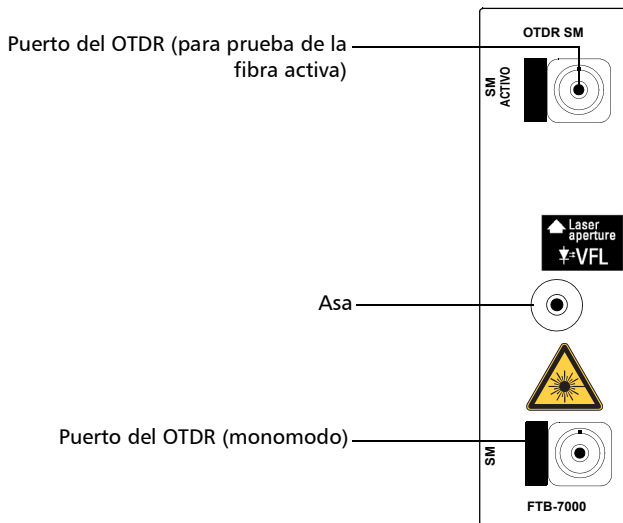 OTDR SM
Puerto del OTDR (para prueba de la
fibra activa)
SM
ACTIVO
Laser
aperture
VFL
Asa
Puerto del OTDR (monomodo)
SM
FTB-7000